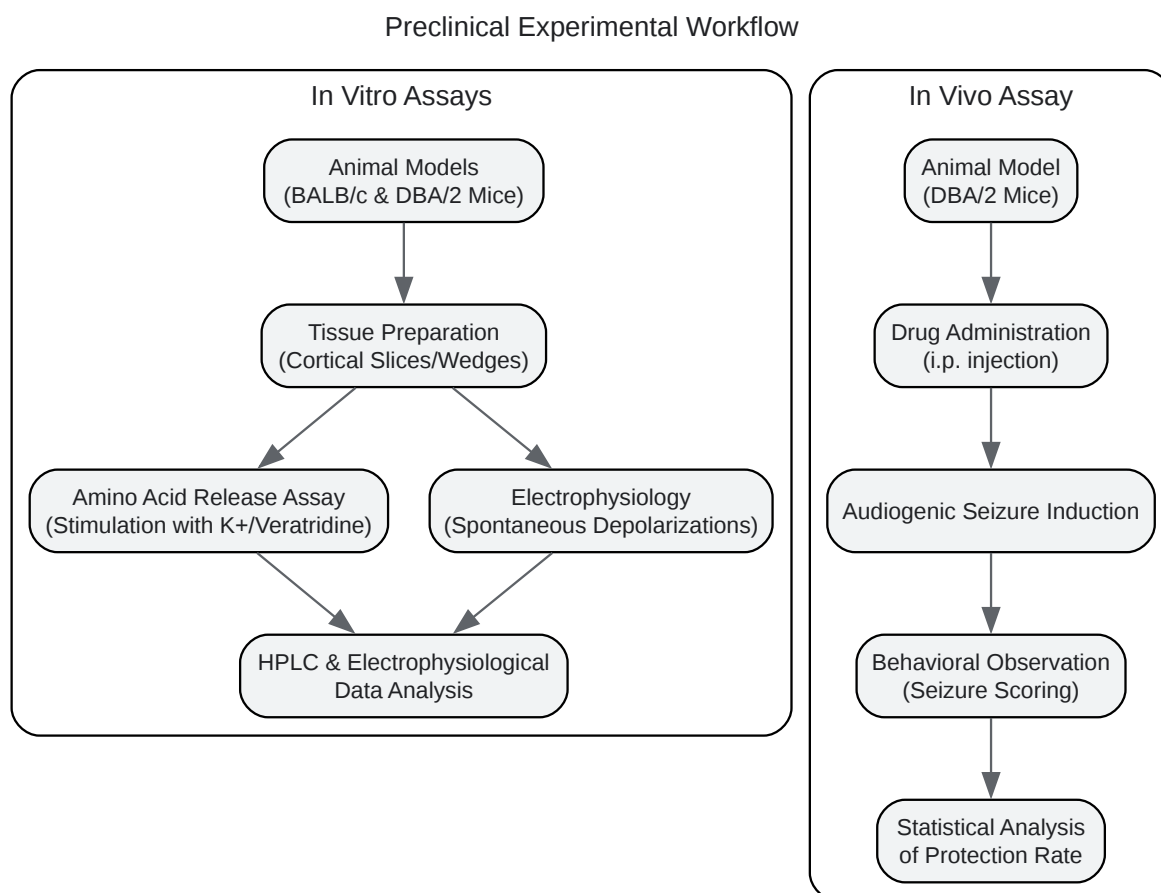 Preclinical Experimental Workflow
In Vitro Assays
Animal Models
(BALB/c & DBA/2 Mice)
Tissue Preparation
(Cortical Slices/Wedges)
Amino Acid Release Assay
(Stimulation with K+/Veratridine)
Electrophysiology
(Spontaneous Depolarizations)
HPLC & Electrophysiological
Data Analysis
In Vivo Assay
Animal Model
(DBA/2 Mice)
Drug Administration
(i.p. injection)
Audiogenic Seizure Induction
Behavioral Observation
(Seizure Scoring)
Statistical Analysis
of Protection Rate